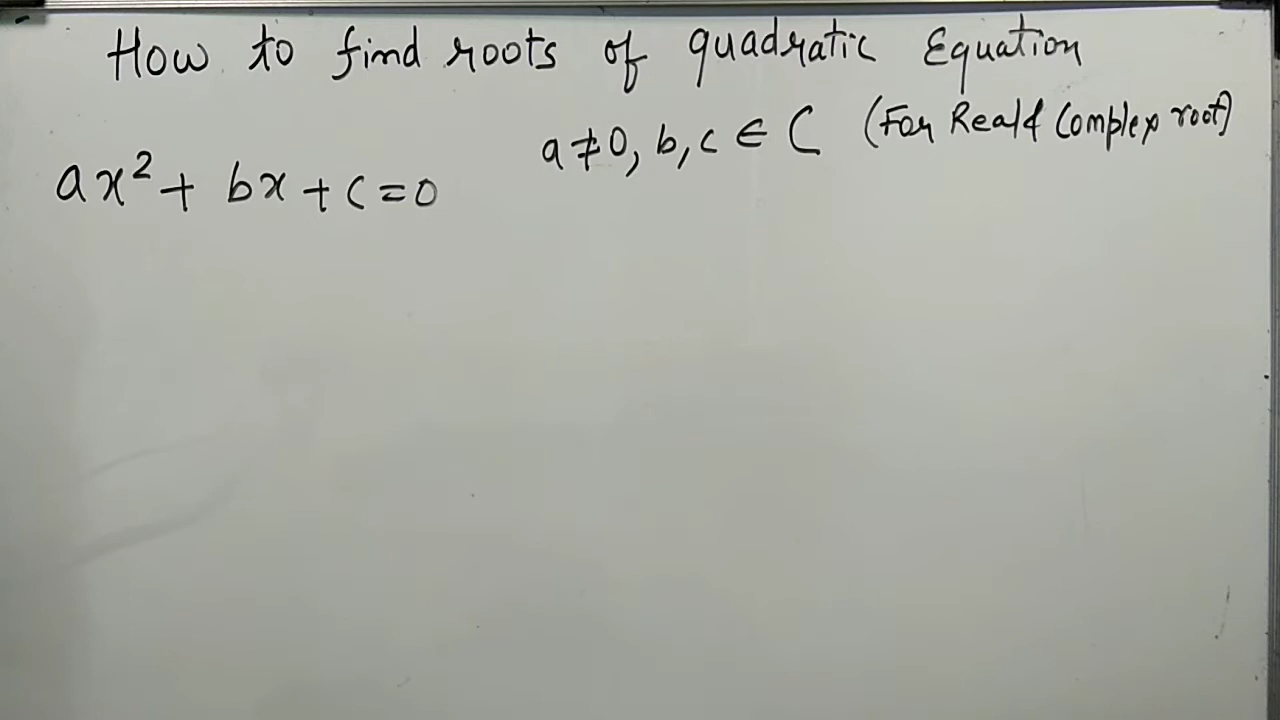 How to find roots of quadratic Equation
a≠0, b, c ∈ C (For Real & Complex root)
ax² + bx + c = 0